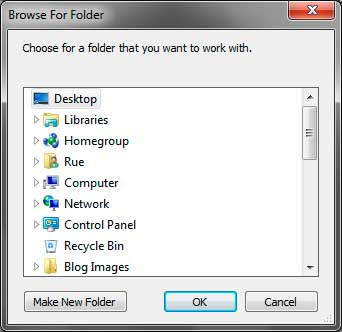 Browse For Folder
Choose for a folder that you want to work with.
Desktop
Libraries
Homegroup
Rue
Computer
Network
Control Panel
Recycle Bin
Blog Images
Make New Folder
OK
Cancel